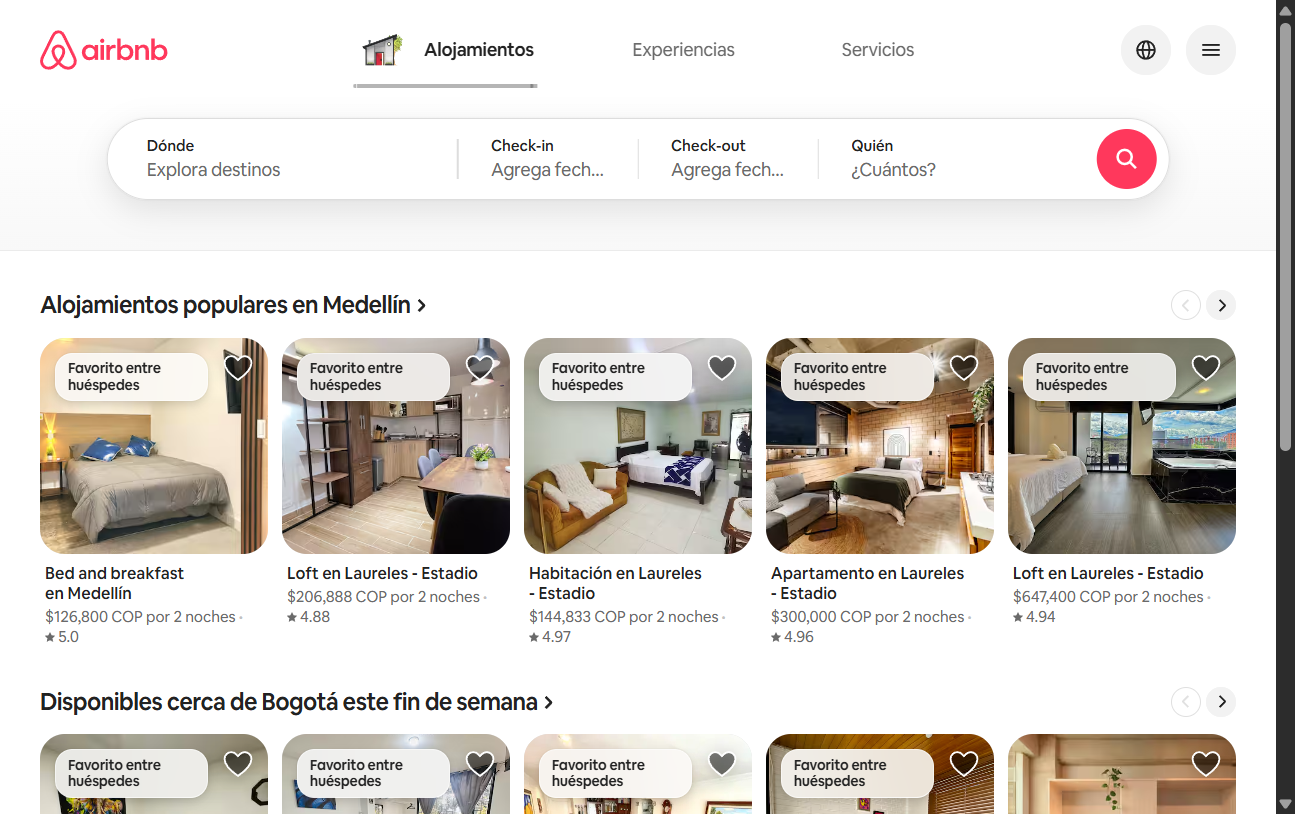 airbnb
Alojamientos
Experiencias
Servicios
Dónde
Explora destinos
Check-in
Agrega fech...
Check-out
Agrega fech...
Quién
¿Cuántos?
Alojamientos populares en Medellín
Favorito entre
huéspedes
Bed and breakfast
en Medellín
$126,800 COP por 2 noches ·
★ 5.0
Favorito entre
huéspedes
Loft en Laureles - Estadio
$206,888 COP por 2 noches ·
★ 4.88
Favorito entre
huéspedes
Habitación en Laureles
- Estadio
$144,833 COP por 2 noches ·
★ 4.97
Favorito entre
huéspedes
Apartamento en Laureles
- Estadio
$300,000 COP por 2 noches ·
★ 4.96
Favorito entre
huéspedes
Loft en Laureles - Estadio
$647,400 COP por 2 noches ·
★ 4.94
Disponibles cerca de Bogotá este fin de semana
Favorito entre
huéspedes
Favorito entre
huéspedes
Favorito entre
huéspedes
Favorito entre
huéspedes